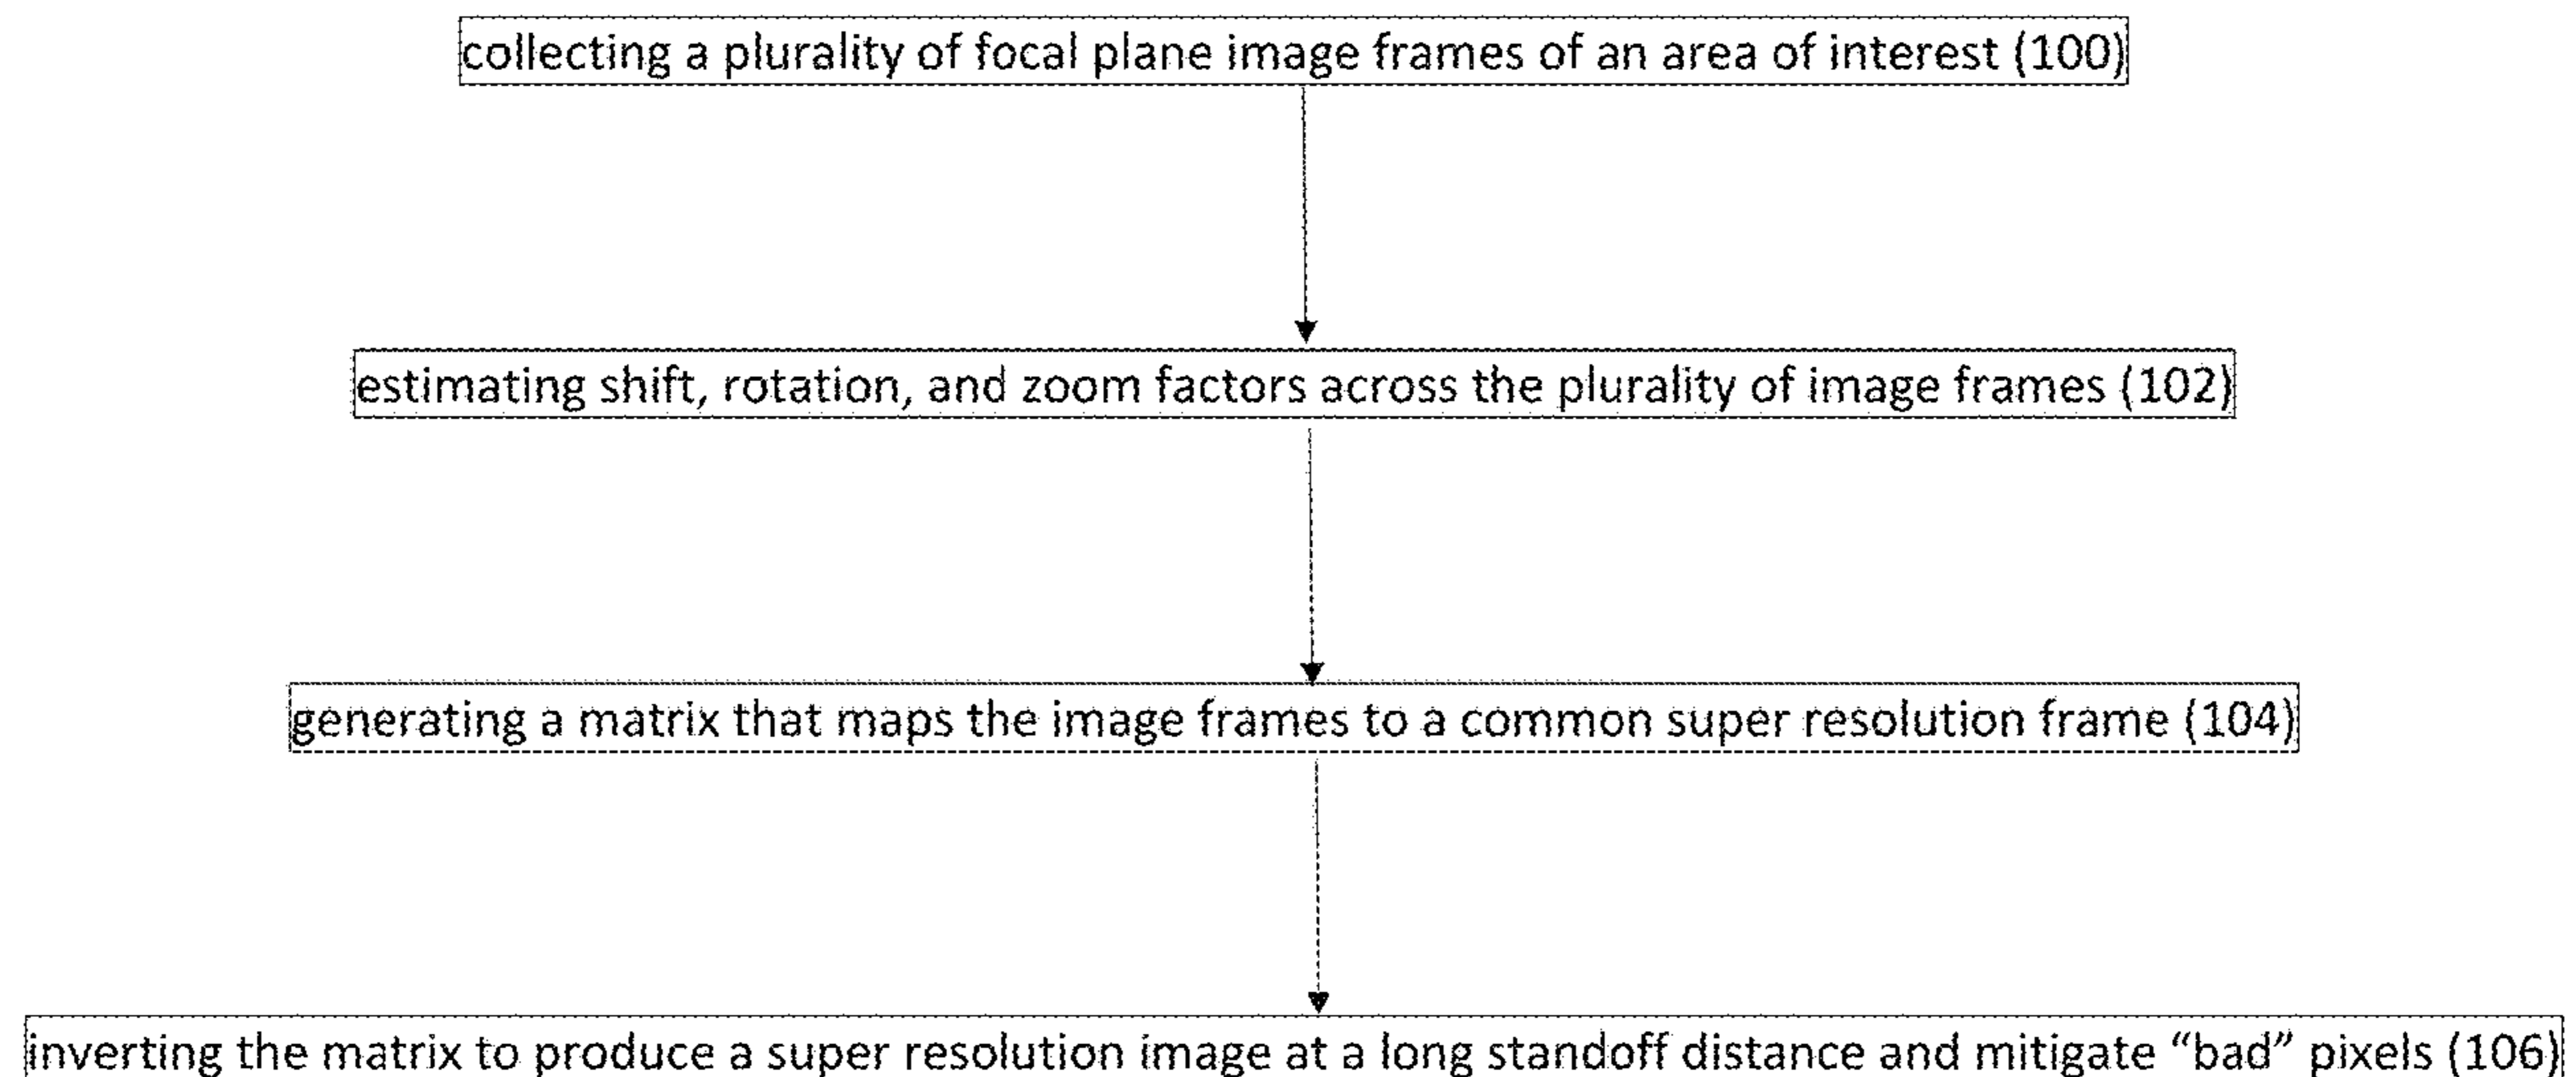 collecting a plurality of focal plane image frames of an area of interest (100)
estimating shift, rotation, and zoom factors across the plurality of image frames (102)
generating a matrix that maps the image frames to a common super resolution frame (104)
inverting the matrix to produce a super resolution image at a long standoff distance and mitigate “bad” pixels (106)